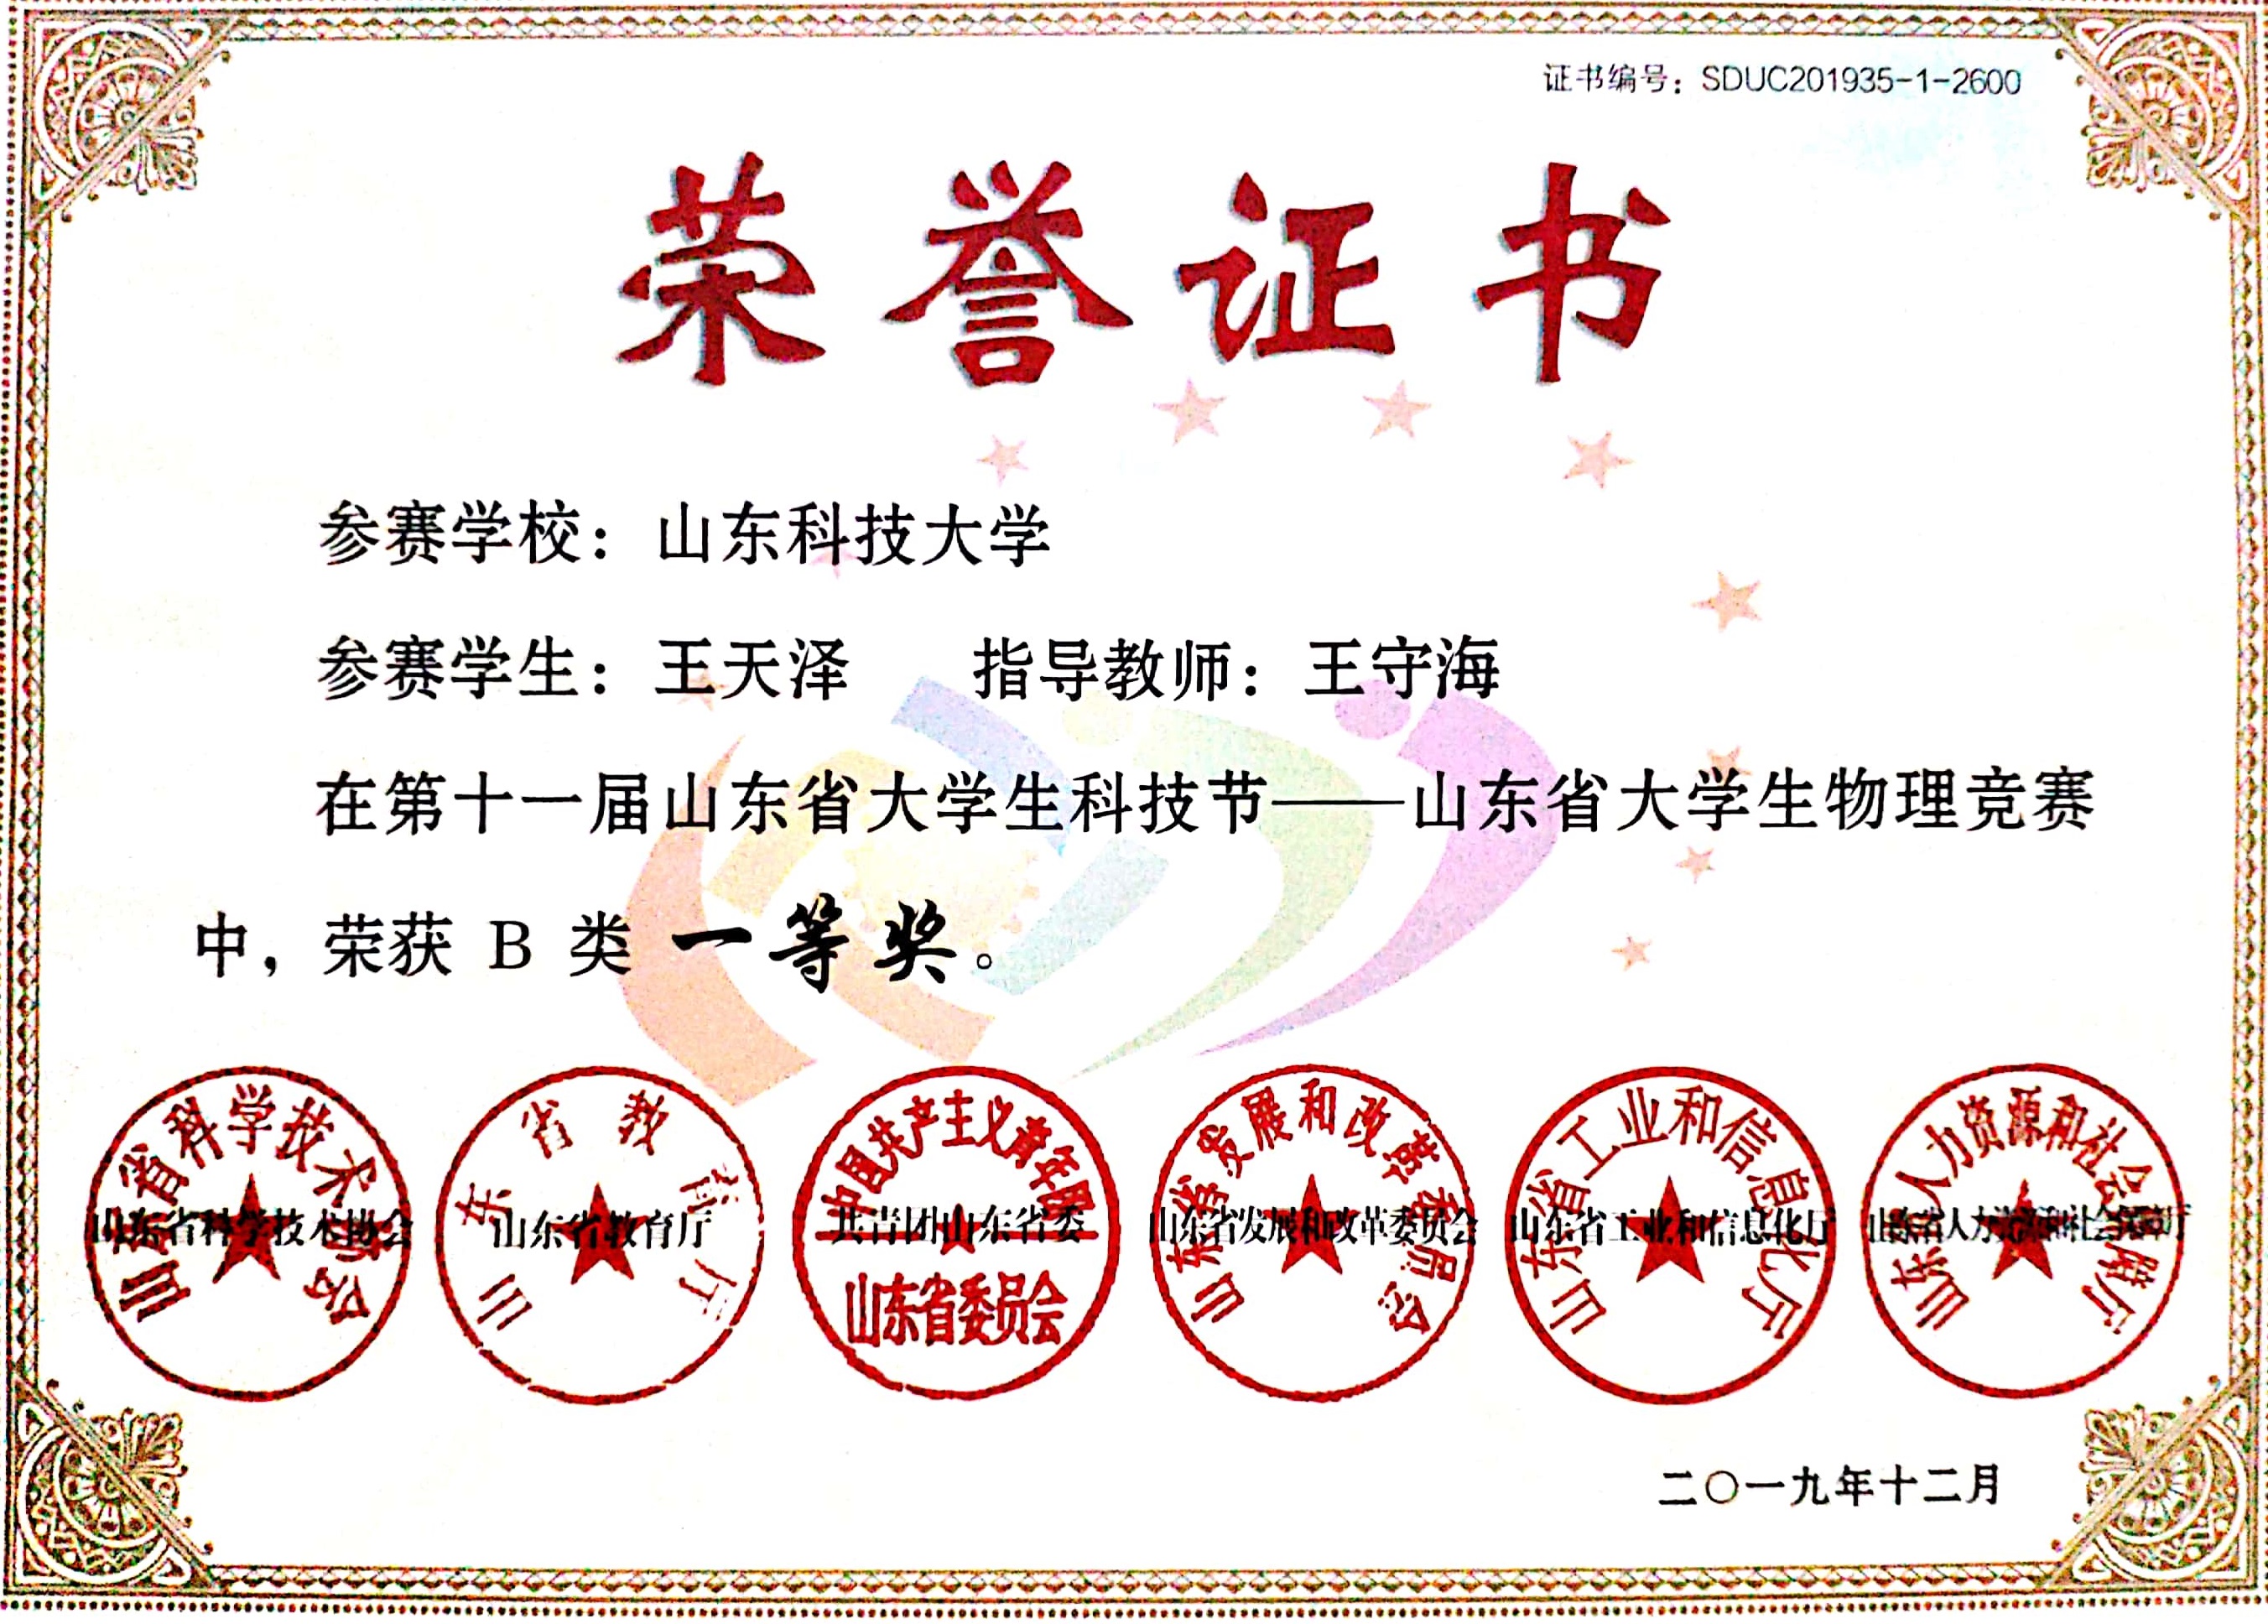 证书编号：SDUC201935-1-2600
荣誉证书
参赛学校：山东科技大学
参赛学生：王天泽 指导教师：王守海
在第十一届山东省大学生科技节——山东省大学生物理竞赛
中，荣获 B 类 一等奖。
山东省科学技术协会
山东省科学技术协会
山东省教育厅
山东省教育厅
中国共产主义青年团
共青团山东省委
山东省委员会
山东省发展和改革委员会
山东省发展和改革委员会
山东省工业和信息化厅
山东省工业和信息化厅
山东省人力资源和社会保障厅
山东省人力资源和社会保障厅
二〇一九年十二月